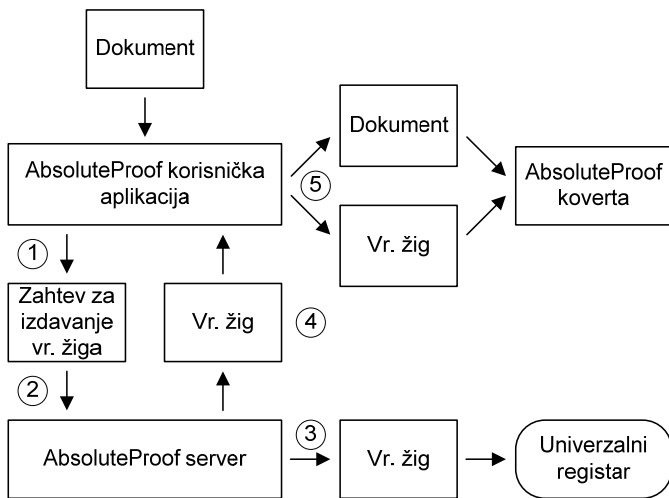 Dokument
AbsoluteProof korisnička
aplikacija
Dokument
5
AbsoluteProof
koverta
Vr. žig
1
Zahtev za
izdavanje
vr. žiga
Vr. žig
4
2
AbsoluteProof server
3
Vr. žig
Univerzalni
registar